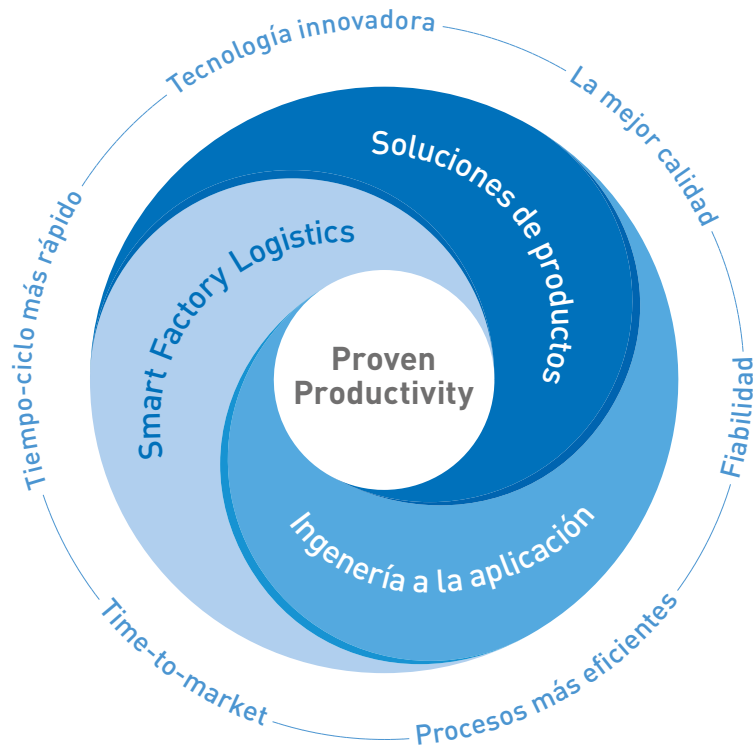 Tecnología innovadora
La mejor calidad
Fiabilidad
Procesos más eficientes
Time-to-market
Tiempo-ciclo más rápido
Soluciones de productos
Ingenería a la aplicación
Smart Factory Logistics
Proven
Productivity